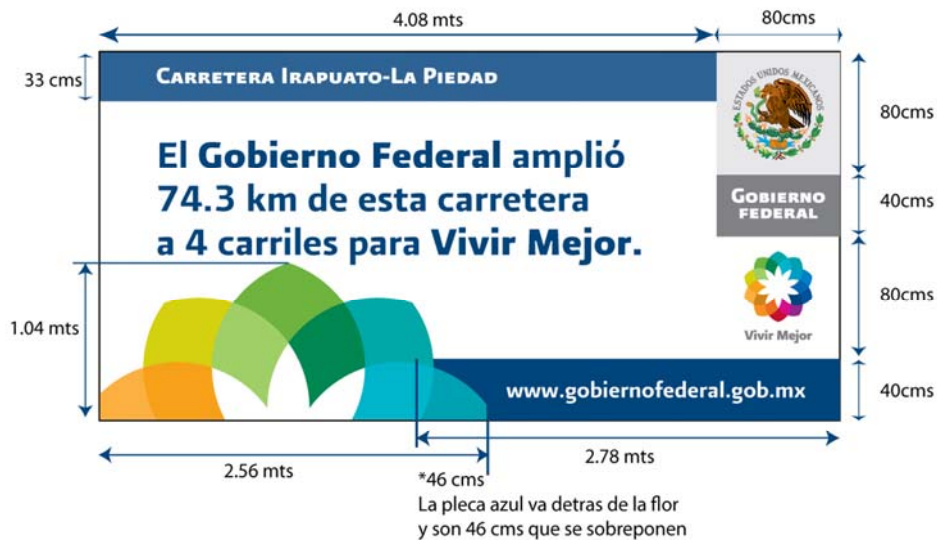 4.08 mts
80cms
33 cms
CARRETERA IRAPUATO-LA PIEDAD
ESTADOS UNIDOS MEXICANOS
80cms
El Gobierno Federal amplió
74.3 km de esta carretera
a 4 carriles para Vivir Mejor.
GOBIERNO
FEDERAL
40cms
1.04 mts
Vivir Mejor
80cms
www.gobiernofederal.gob.mx
40cms
2.56 mts
2.78 mts
*46 cms
La pleca azul va detras de la flor
y son 46 cms que se sobreponen